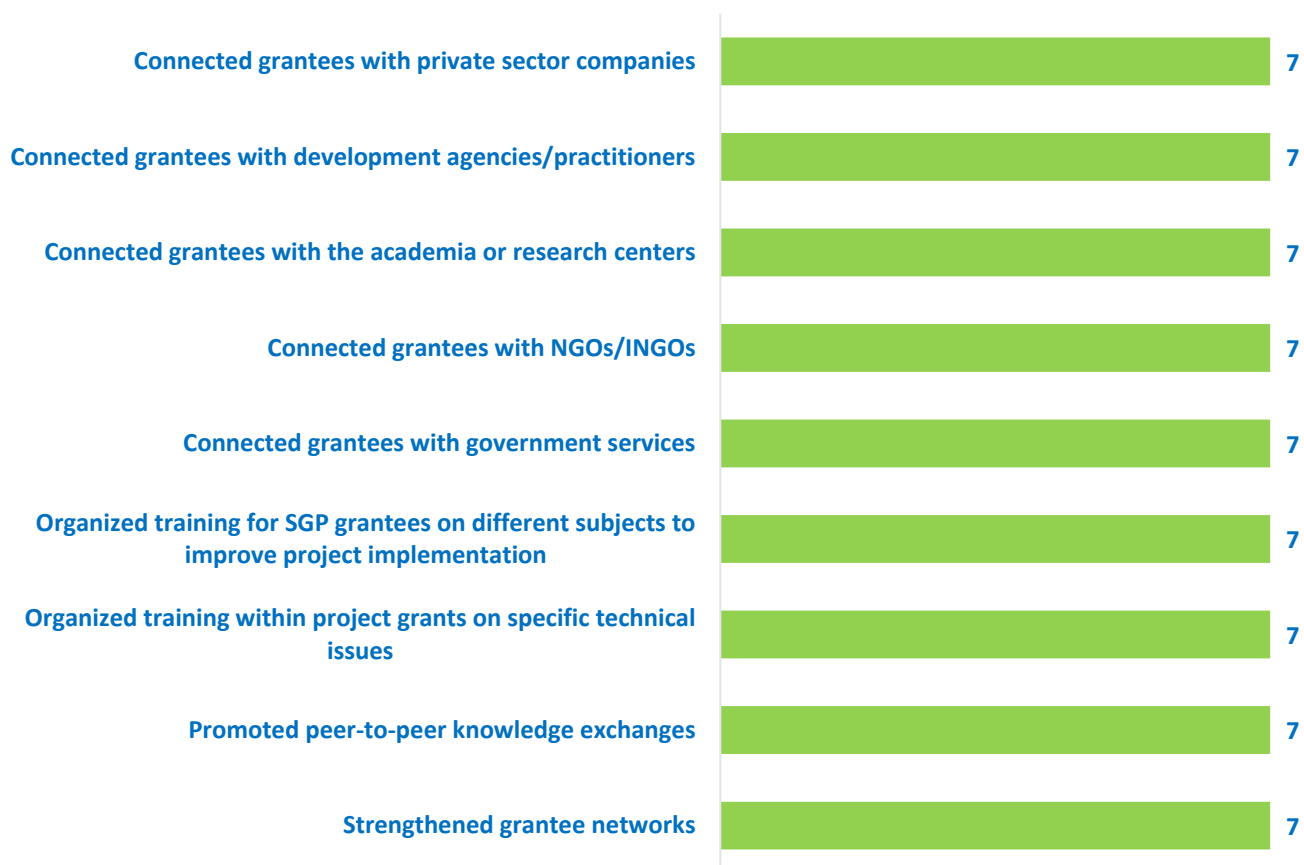 Connected grantees with private sector companies 7
Connected grantees with development agencies/practitioners 7
Connected grantees with the academia or research centers 7
Connected grantees with NGOs/INGOs 7
Connected grantees with government services 7
Organized training for SGP grantees on different subjects to
improve project implementation 7
Organized training within project grants on specific technical
issues 7
Promoted peer-to-peer knowledge exchanges 7
Strengthened grantee networks 7